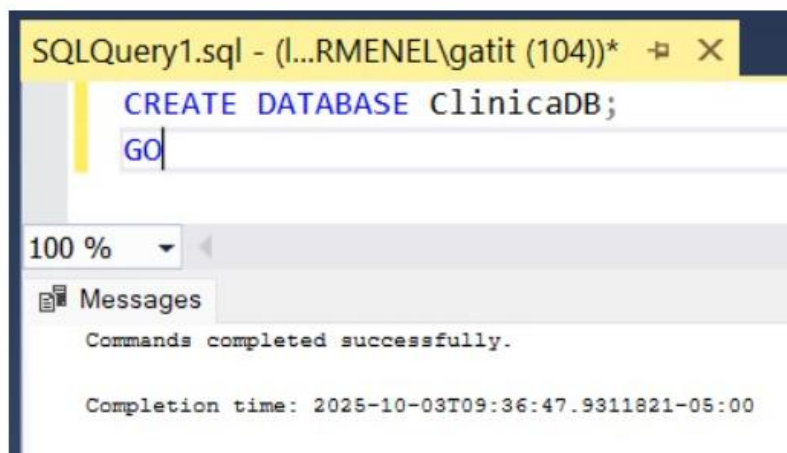 SQLQuery1.sql - (l...RMENEL\gatit (104))*
CREATE DATABASE ClinicaDB;
GO
100 %
Messages
Commands completed successfully.
Completion time: 2025-10-03T09:36:47.9311821-05:00